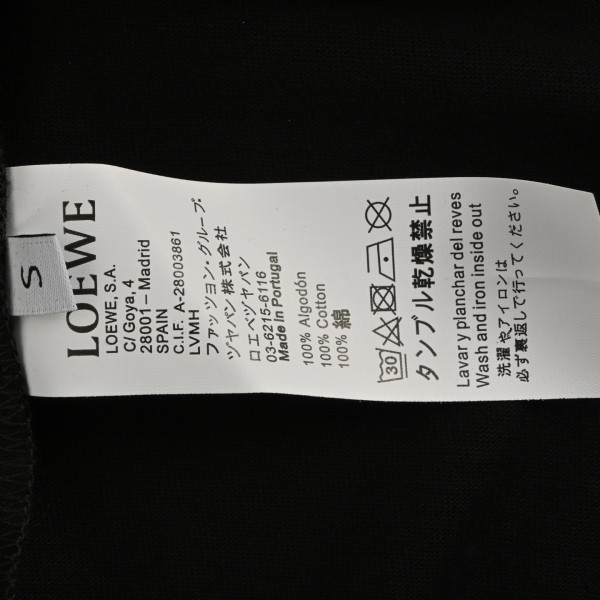 S
LOEWE
LOEWE, S.A.
C/ Goya, 4
28001 – Madrid
SPAIN
C.I.F. A-28003861
LVMH
ファッツョン・グループ
ヅャパン株式会社
ロエベツャパン
03-6215-6116
Made in Portugal
100% Algodón
100% Cotton
100% 綿
30
タンブル乾燥禁止
Lavar y planchar del reves
Wash and iron inside out
洗濯やアイロンは
必ず裏返しで行ってください。